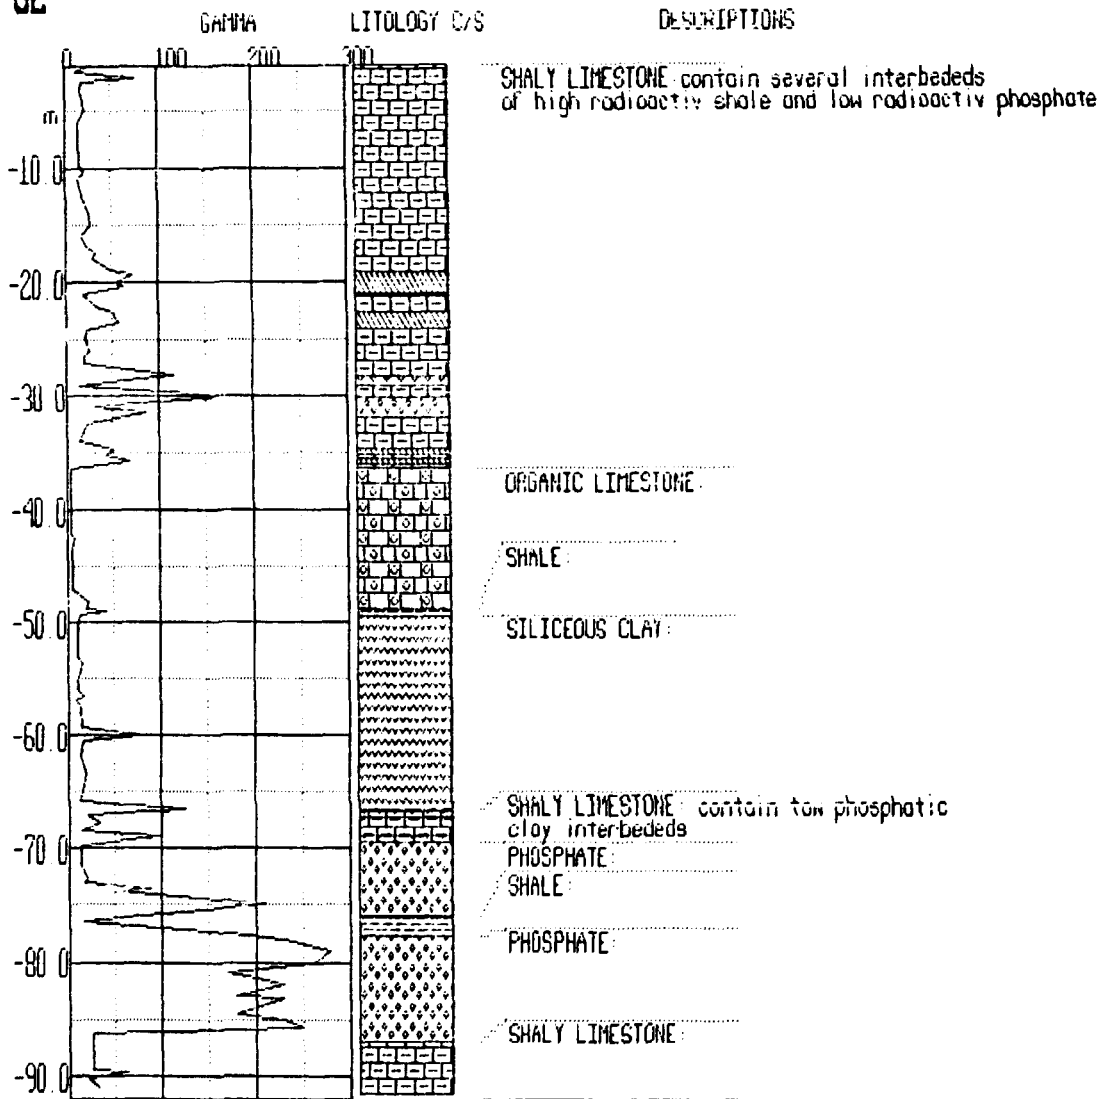 GAMMA LITOLOGY C/S DESCRIPTIONS
0 100 200 300
SHALY LIMESTONE contain several interbededs
of high radioactiv shale and low radioactiv phosphate
m
-10.0
-20.0
-30.0
ORGANIC LIMESTONE:
-40.0
SHALE:
-50.0
SILICEOUS CLAY:
-60.0
SHALY LIMESTONE: contain tow phosphatic
clay interbededs
-70.0
PHOSPHATE:
SHALE:
PHOSPHATE:
-80.0
SHALY LIMESTONE:
-90.0